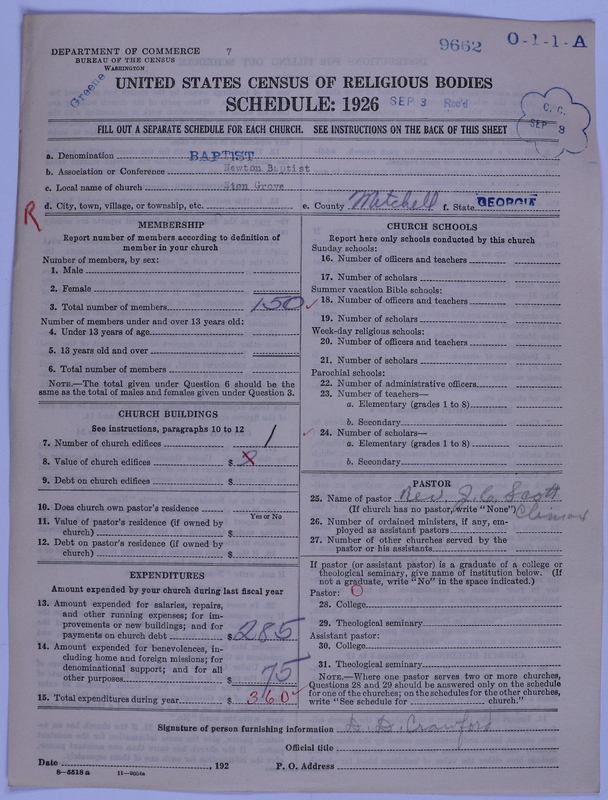 DEPARTMENT OF COMMERCE 7
BUREAU OF THE CENSUS
WASHINGTON
Greene
9662 O-1-1-A
UNITED STATES CENSUS OF RELIGIOUS BODIES
SCHEDULE: 1926 SEP 3 Rec'd
C. C.
SEP 8
FILL OUT A SEPARATE SCHEDULE FOR EACH CHURCH. SEE INSTRUCTIONS ON THE BACK OF THIS SHEET
a. Denomination BAPTIST
b. Association or Conference Newton Baptist
c. Local name of church Sion Grove
d. City, town, village, or township, etc. e. County Mitchell f. State GEORGIA
R
MEMBERSHIP
Report number of members according to definition of
member in your church
Number of members, by sex:
1. Male
2. Female
3. Total number of members 150
Number of members under and over 13 years old:
4. Under 13 years of age
5. 13 years old and over
6. Total number of members
NOTE.—The total given under Question 6 should be the
same as the total of males and females given under Question 3.
CHURCH BUILDINGS
See instructions, paragraphs 10 to 12
7. Number of church edifices 1
8. Value of church edifices $
9. Debt on church edifices $
10. Does church own pastor's residence
Yes or No
11. Value of pastor's residence (if owned by
church) $
12. Debt on pastor's residence (if owned by
church) $
EXPENDITURES
Amount expended by your church during last fiscal year
13. Amount expended for salaries, repairs,
and other running expenses; for im-
provements or new buildings; and for
payments on church debt $285
14. Amount expended for benevolences, in-
cluding home and foreign missions; for
denominational support; and for all
other purposes $75
15. Total expenditures during year $360
CHURCH SCHOOLS
Report here only schools conducted by this church
Sunday schools:
16. Number of officers and teachers
17. Number of scholars
Summer vacation Bible schools:
18. Number of officers and teachers
19. Number of scholars
Week-day religious schools:
20. Number of officers and teachers
21. Number of scholars
Parochial schools:
22. Number of administrative officers
23. Number of teachers—
a. Elementary (grades 1 to 8)
b. Secondary
24. Number of scholars—
a. Elementary (grades 1 to 8)
b. Secondary
PASTOR
25. Name of pastor Rev. J. C. Scott
(If church has no pastor, write "None") Climax
26. Number of ordained ministers, if any, em-
ployed as assistant pastors
27. Number of other churches served by the
pastor or his assistants
If pastor (or assistant pastor) is a graduate of a college or
theological seminary, give name of institution below. (If
not a graduate, write "No" in the space indicated.)
Pastor: O
28. College
29. Theological seminary
Assistant pastor:
30. College
31. Theological seminary
NOTE.—Where one pastor serves two or more churches,
Questions 28 and 29 should be answered only on the schedule
for one of the churches; on the schedules for the other churches,
write "See schedule for church."
Signature of person furnishing information D. B. Crawford
Official title
Date , 192 P. O. Address
8-5518a 11-9054a